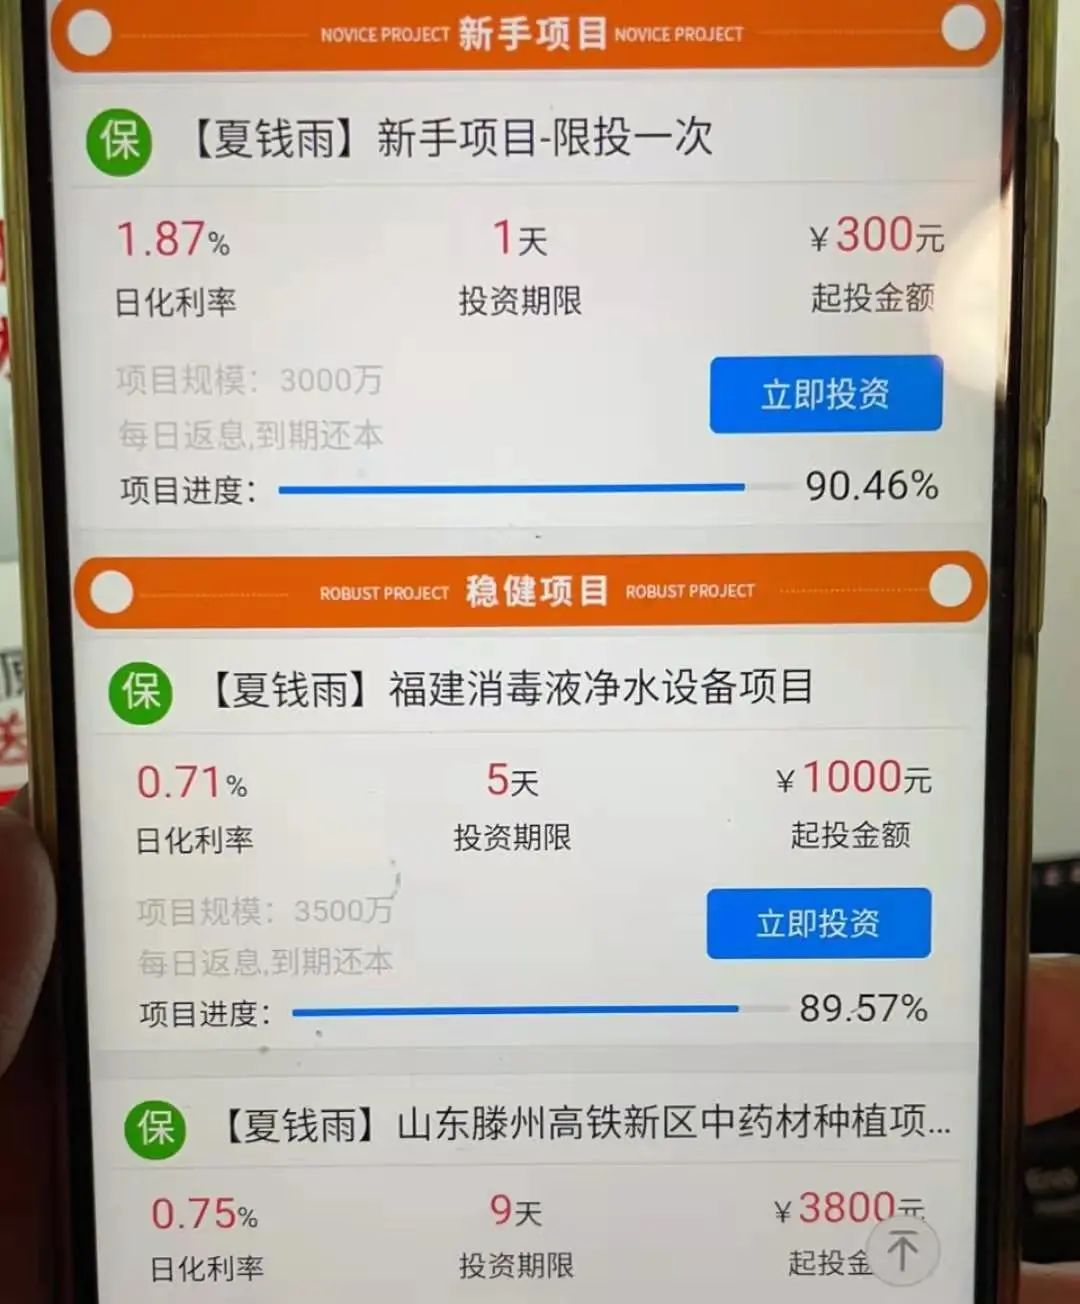 NOVICE PROJECT 新手项目 NOVICE PROJECT
保 【夏钱雨】新手项目-限投一次
1.87% 1天 ￥300元
日化利率 投资期限 起投金额
项目规模：3000万
立即投资
每日返息,到期还本
项目进度： 90.46%
ROBUST PROJECT 稳健项目 ROBUST PROJECT
保 【夏钱雨】福建消毒液净水设备项目
0.71% 5天 ￥1000元
日化利率 投资期限 起投金额
项目规模：3500万
立即投资
每日返息,到期还本
项目进度： 89.57%
保 【夏钱雨】山东滕州高铁新区中药材种植项...
0.75% 9天 ￥3800元
日化利率 投资期限 起投金